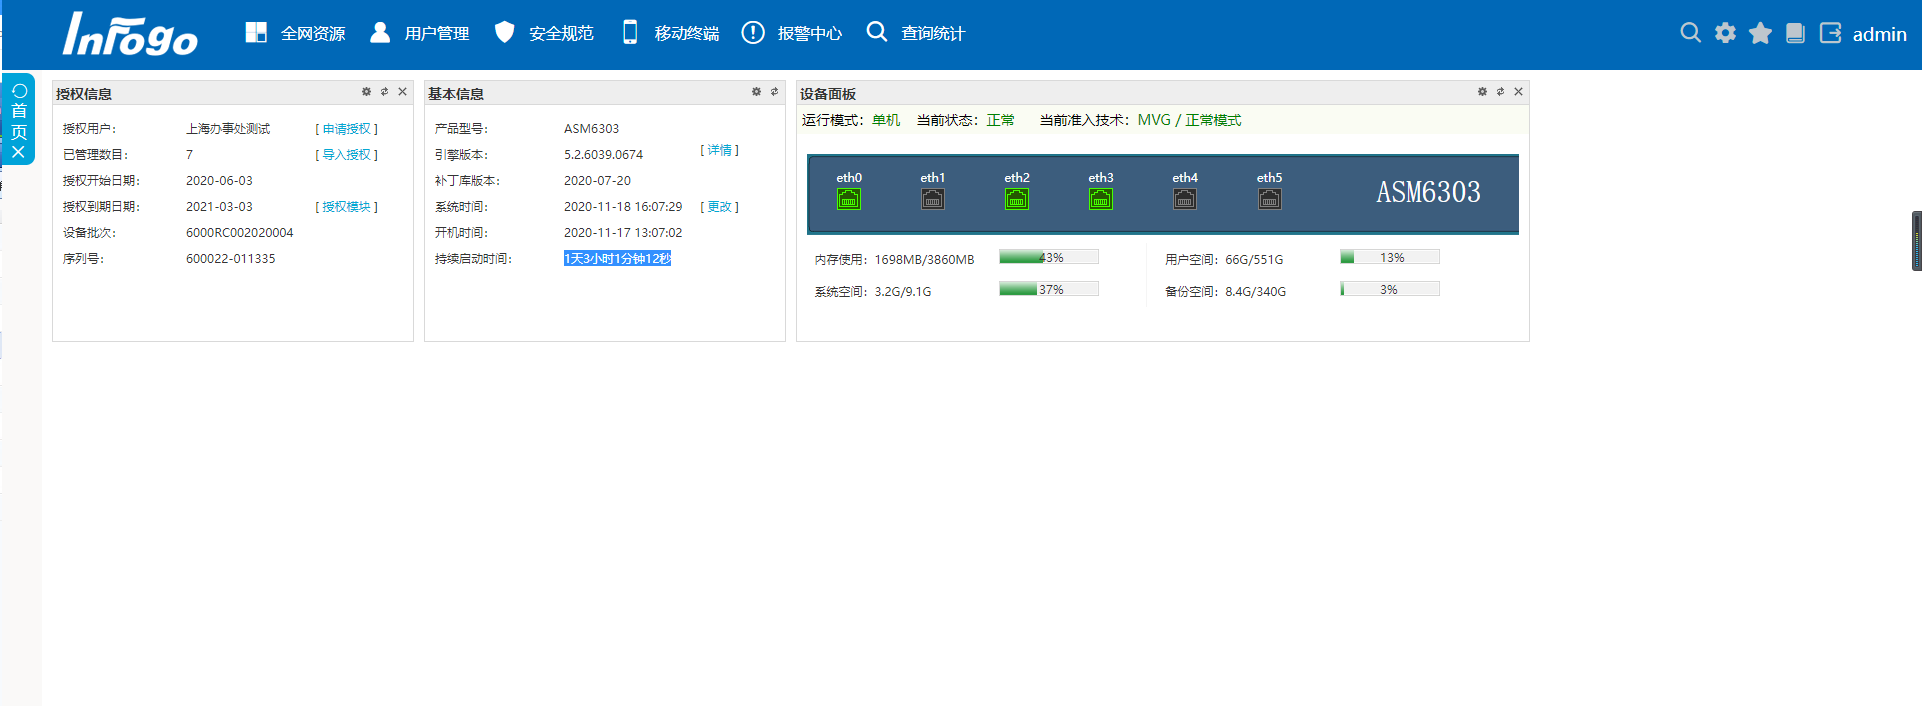 Infogo 全网资源 用户管理 安全规范 移动终端 报警中心 查询统计 admin
首页
授权信息
授权用户： 上海办事处测试 [ 申请授权 ]
已管理数目： 7 [ 导入授权 ]
授权开始日期： 2020-06-03
授权到期日期： 2021-03-03 [ 授权模块 ]
设备批次： 6000RC002020004
序列号： 600022-011335
基本信息
产品型号： ASM6303
引擎版本： 5.2.6039.0674 [ 详情 ]
补丁库版本： 2020-07-20
系统时间： 2020-11-18 16:07:29 [ 更改 ]
开机时间： 2020-11-17 13:07:02
持续启动时间： 1天3小时1分钟12秒
设备面板
运行模式：单机 当前状态：正常 当前准入技术：MVG / 正常模式
eth0 eth1 eth2 eth3 eth4 eth5
ASM6303
内存使用：1698MB/3860MB 43% 用户空间：66G/551G 13%
系统空间：3.2G/9.1G 37% 备份空间：8.4G/340G 3%